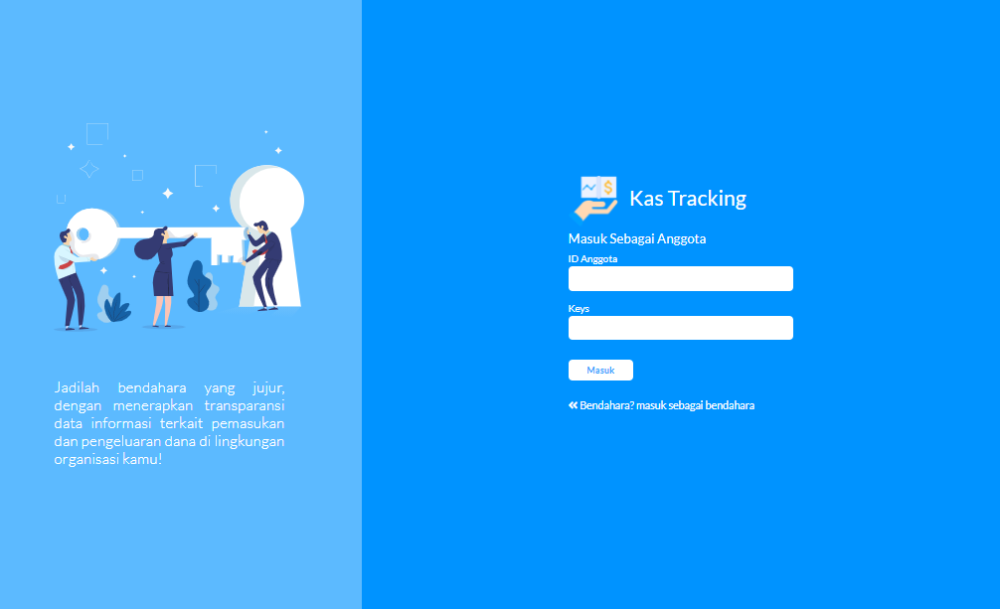 Jadilah bendahara yang jujur,
dengan menerapkan transparansi
data informasi terkait pemasukan
dan pengeluaran dana di lingkungan
organisasi kamu!
$
Kas Tracking
Masuk Sebagai Anggota
ID Anggota
Keys
Masuk
« Bendahara? masuk sebagai bendahara